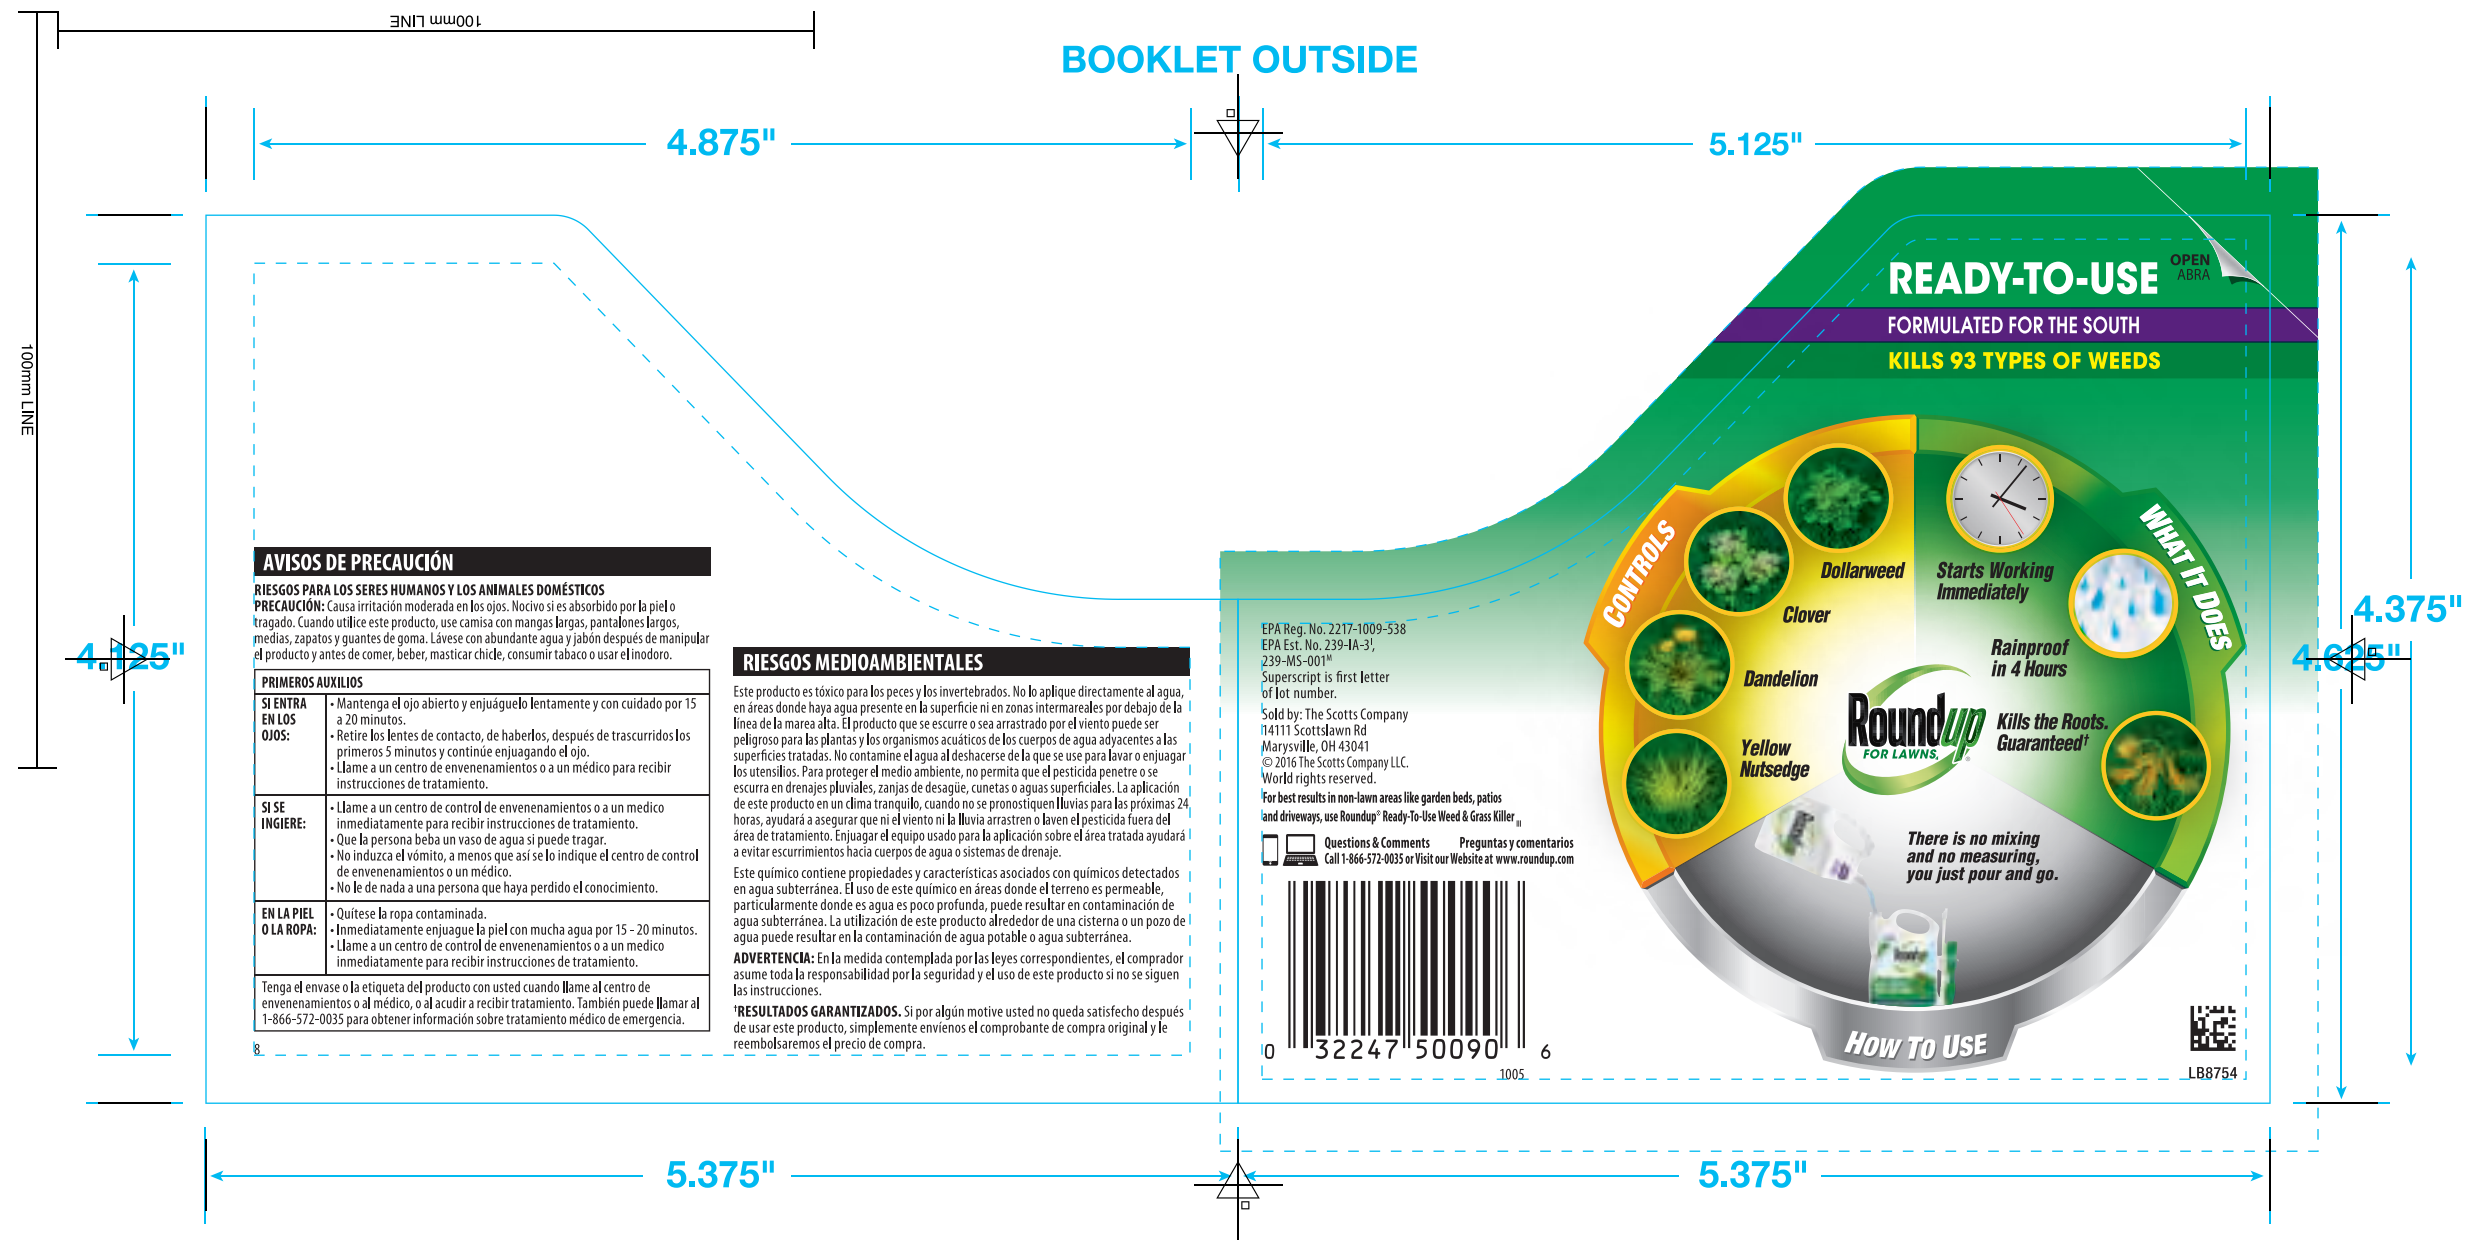 100mm LINE
100mm LINE
BOOKLET OUTSIDE
4.875"
5.125"
4.125"
4.375"
4.625"
5.375"
5.375"
AVISOS DE PRECAUCIÓN
RIESGOS PARA LOS SERES HUMANOS Y LOS ANIMALES DOMÉSTICOS
PRECAUCIÓN: Causa irritación moderada en los ojos. Nocivo si es absorbido por la piel o
tragado. Cuando utilice este producto, use camisa con mangas largas, pantalones largos,
medias, zapatos y guantes de goma. Lávese con abundante agua y jabón después de manipular
el producto y antes de comer, beber, masticar chicle, consumir tabaco o usar el inodoro.
PRIMEROS AUXILIOS
SI ENTRA
EN LOS
OJOS:
• Mantenga el ojo abierto y enjuáguelo lentamente y con cuidado por 15
a 20 minutos.
• Retire los lentes de contacto, de haberlos, después de trascurridos los
primeros 5 minutos y continúe enjuagando el ojo.
• Llame a un centro de envenenamientos o a un médico para recibir
instrucciones de tratamiento.
SI SE
INGIERE:
• Llame a un centro de control de envenenamientos o a un medico
inmediatamente para recibir instrucciones de tratamiento.
• Que la persona beba un vaso de agua si puede tragar.
• No induzca el vómito, a menos que así se lo indique el centro de control
de envenenamientos o un médico.
• No le de nada a una persona que haya perdido el conocimiento.
EN LA PIEL
O LA ROPA:
• Quítese la ropa contaminada.
• Inmediatamente enjuague la piel con mucha agua por 15 - 20 minutos.
• Llame a un centro de control de envenenamientos o a un medico
inmediatamente para recibir instrucciones de tratamiento.
Tenga el envase o la etiqueta del producto con usted cuando llame al centro de
envenenamientos o al médico, o al acudir a recibir tratamiento. También puede llamar al
1-866-572-0035 para obtener información sobre tratamiento médico de emergencia.
8
RIESGOS MEDIOAMBIENTALES
Este producto es tóxico para los peces y los invertebrados. No lo aplique directamente al agua,
en áreas donde haya agua presente en la superficie ni en zonas intermareales por debajo de la
línea de la marea alta. El producto que se escurre o sea arrastrado por el viento puede ser
peligroso para las plantas y los organismos acuáticos de los cuerpos de agua adyacentes a las
superficies tratadas. No contamine el agua al deshacerse de la que se use para lavar o enjuagar
los utensilios. Para proteger el medio ambiente, no permita que el pesticida penetre o se
escurra en drenajes pluviales, zanjas de desagüe, cunetas o aguas superficiales. La aplicación
de este producto en un clima tranquilo, cuando no se pronostiquen lluvias para las próximas 24
horas, ayudará a asegurar que ni el viento ni la lluvia arrastren o laven el pesticida fuera del
área de tratamiento. Enjuagar el equipo usado para la aplicación sobre el área tratada ayudará
a evitar escurrimientos hacia cuerpos de agua o sistemas de drenaje.
Este químico contiene propiedades y características asociados con químicos detectados
en agua subterránea. El uso de este químico en áreas donde el terreno es permeable,
particularmente donde es agua es poco profunda, puede resultar en contaminación de
agua subterránea. La utilización de este producto alrededor de una cisterna o un pozo de
agua puede resultar en la contaminación de agua potable o agua subterránea.
ADVERTENCIA: En la medida contemplada por las leyes correspondientes, el comprador
asume toda la responsabilidad por la seguridad y el uso de este producto si no se siguen
las instrucciones.
†RESULTADOS GARANTIZADOS. Si por algún motive usted no queda satisfecho después
de usar este producto, simplemente envíenos el comprobante de compra original y le
reembolsaremos el precio de compra.
EPA Reg. No. 2217-1009-538
EPA Est. No. 239-IA-3I,
239-MS-001M
Superscript is first letter
of lot number.
Sold by: The Scotts Company
14111 Scottslawn Rd
Marysville, OH 43041
© 2016 The Scotts Company LLC.
World rights reserved.
For best results in non-lawn areas like garden beds, patios
and driveways, use Roundup® Ready-To-Use Weed & Grass Killer III
Questions & Comments Preguntas y comentarios
Call 1-866-572-0035 or Visit our Website at www.roundup.com
0 32247 50090 6
1005
READY-TO-USE
OPEN
ABRA
FORMULATED FOR THE SOUTH
KILLS 93 TYPES OF WEEDS
CONTROLS
Dollarweed
Clover
Dandelion
Yellow
Nutsedge
WHAT IT DOES
Starts Working
Immediately
Rainproof
in 4 Hours
Kills the Roots.
Guaranteed†
Roundup
FOR LAWNS®
There is no mixing
and no measuring,
you just pour and go.
Roundup
HOW TO USE
LB8754